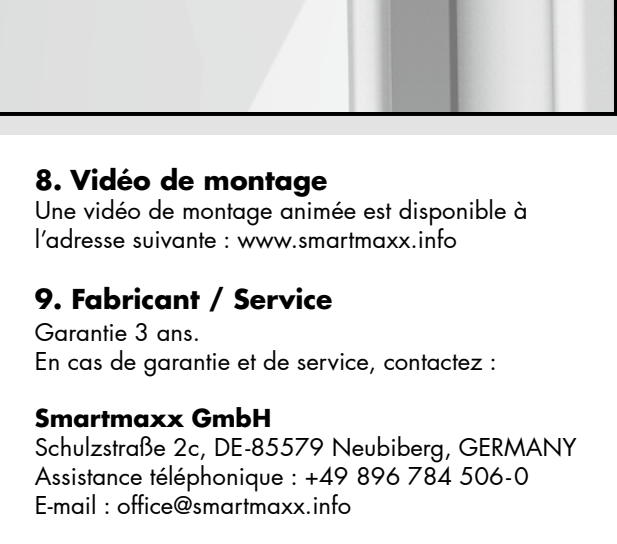 8. Vidéo de montage
Une vidéo de montage animée est disponible à
l’adresse suivante : www.smartmaxx.info
9. Fabricant / Service
Garantie 3 ans.
En cas de garantie et de service, contactez :
Smartmaxx GmbH
Schulzstraße 2c, DE-85579 Neubiberg, GERMANY
Assistance téléphonique : +49 896 784 506-0
E-mail : office@smartmaxx.info